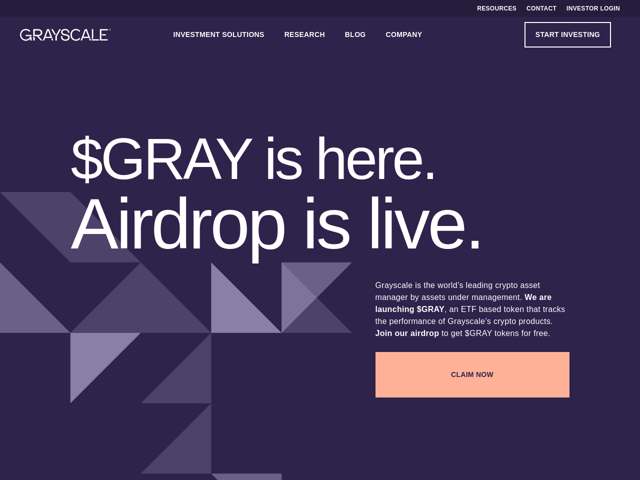 RESOURCES CONTACT INVESTOR LOGIN
GRAYSCALE INVESTMENT SOLUTIONS RESEARCH BLOG COMPANY START INVESTING
$GRAY is here.
Airdrop is live.
Grayscale is the world's leading crypto asset
manager by assets under management. We are
launching $GRAY, an ETF based token that tracks
the performance of Grayscale's crypto products.
Join our airdrop to get $GRAY tokens for free.
CLAIM NOW